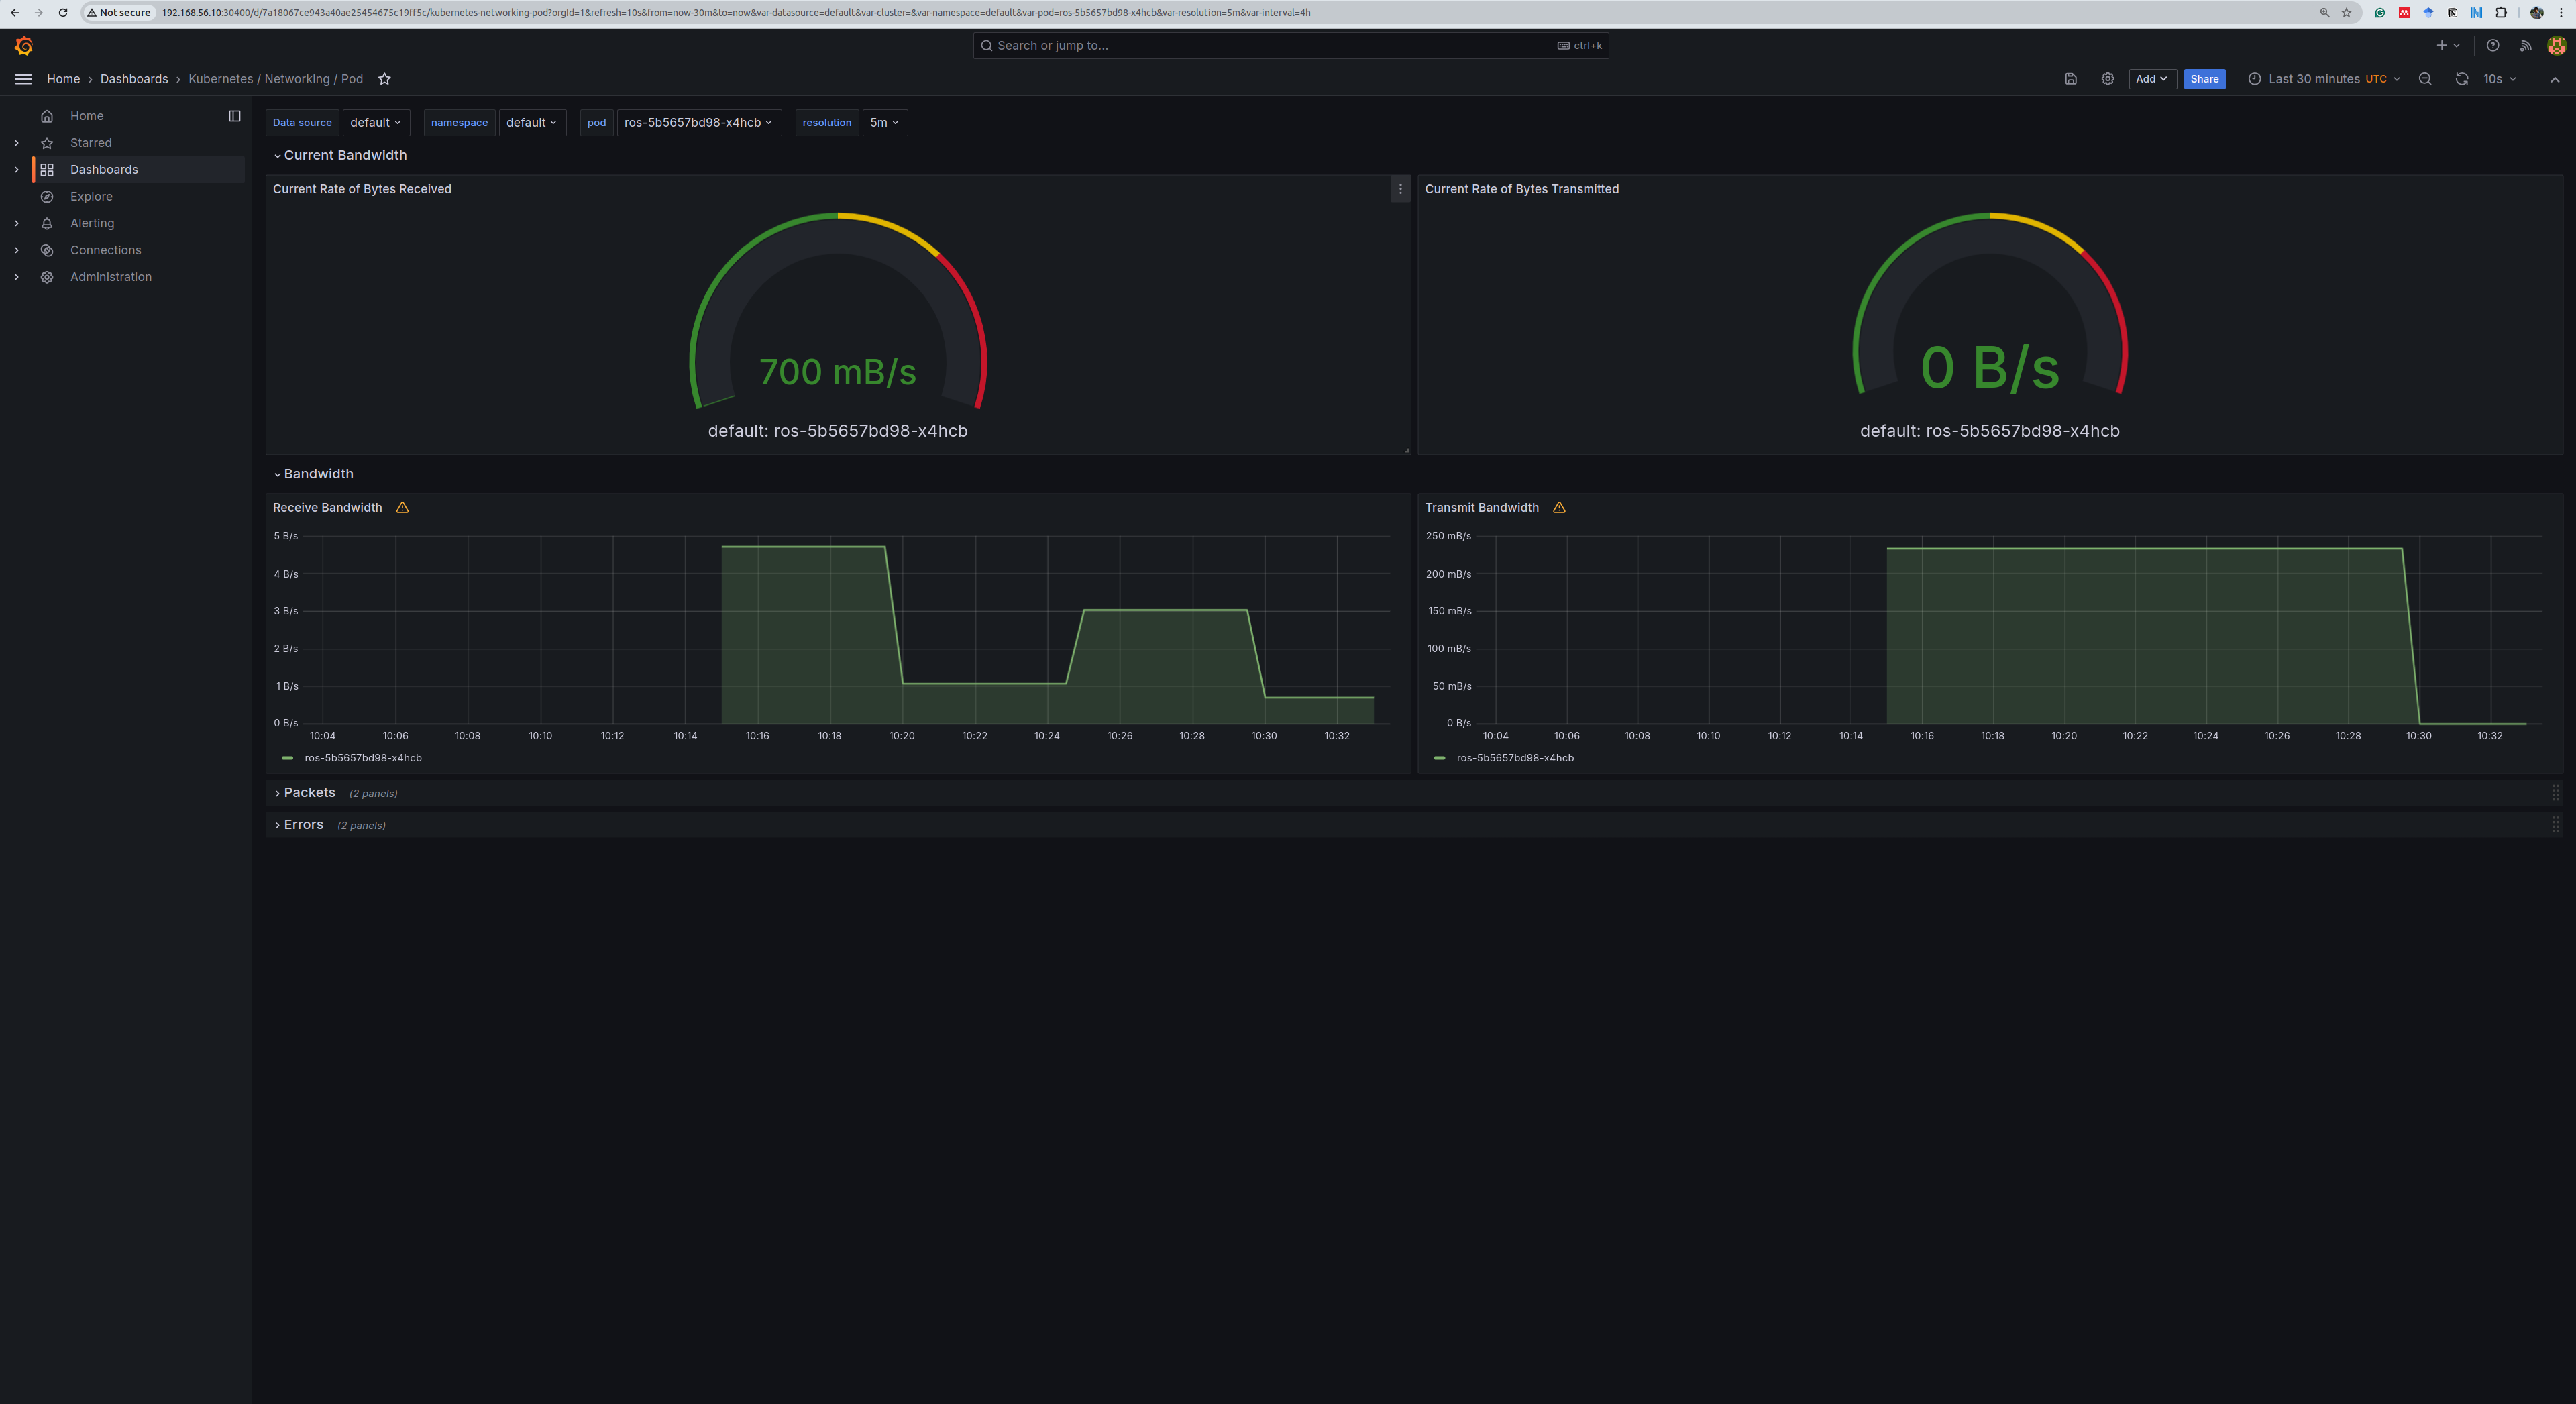 Not secure 192.168.56.10:30400/d/7a18067ce943a40ae25454675c19ff5c/kubernetes-networking-pod?orgId=1&refresh=10s&from=now-30m&to=now&var-datasource=default&var-cluster=&var-namespace=default&var-pod=ros-5b5657bd98-x4hcb&var-resolution=5m&var-interval=4h
Search or jump to... ctrl+k
Home › Dashboards › Kubernetes / Networking / Pod
Add Share Last 30 minutes UTC 10s
Home
Starred
Dashboards
Explore
Alerting
Connections
Administration
Data source default namespace default pod ros-5b5657bd98-x4hcb resolution 5m
Current Bandwidth
Current Rate of Bytes Received
700 mB/s
default: ros-5b5657bd98-x4hcb
Current Rate of Bytes Transmitted
0 B/s
default: ros-5b5657bd98-x4hcb
Bandwidth
Receive Bandwidth
5 B/s
4 B/s
3 B/s
2 B/s
1 B/s
0 B/s
10:04 10:06 10:08 10:10 10:12 10:14 10:16 10:18 10:20 10:22 10:24 10:26 10:28 10:30 10:32
ros-5b5657bd98-x4hcb
Transmit Bandwidth
250 mB/s
200 mB/s
150 mB/s
100 mB/s
50 mB/s
0 B/s
10:04 10:06 10:08 10:10 10:12 10:14 10:16 10:18 10:20 10:22 10:24 10:26 10:28 10:30 10:32
ros-5b5657bd98-x4hcb
Packets (2 panels)
Errors (2 panels)